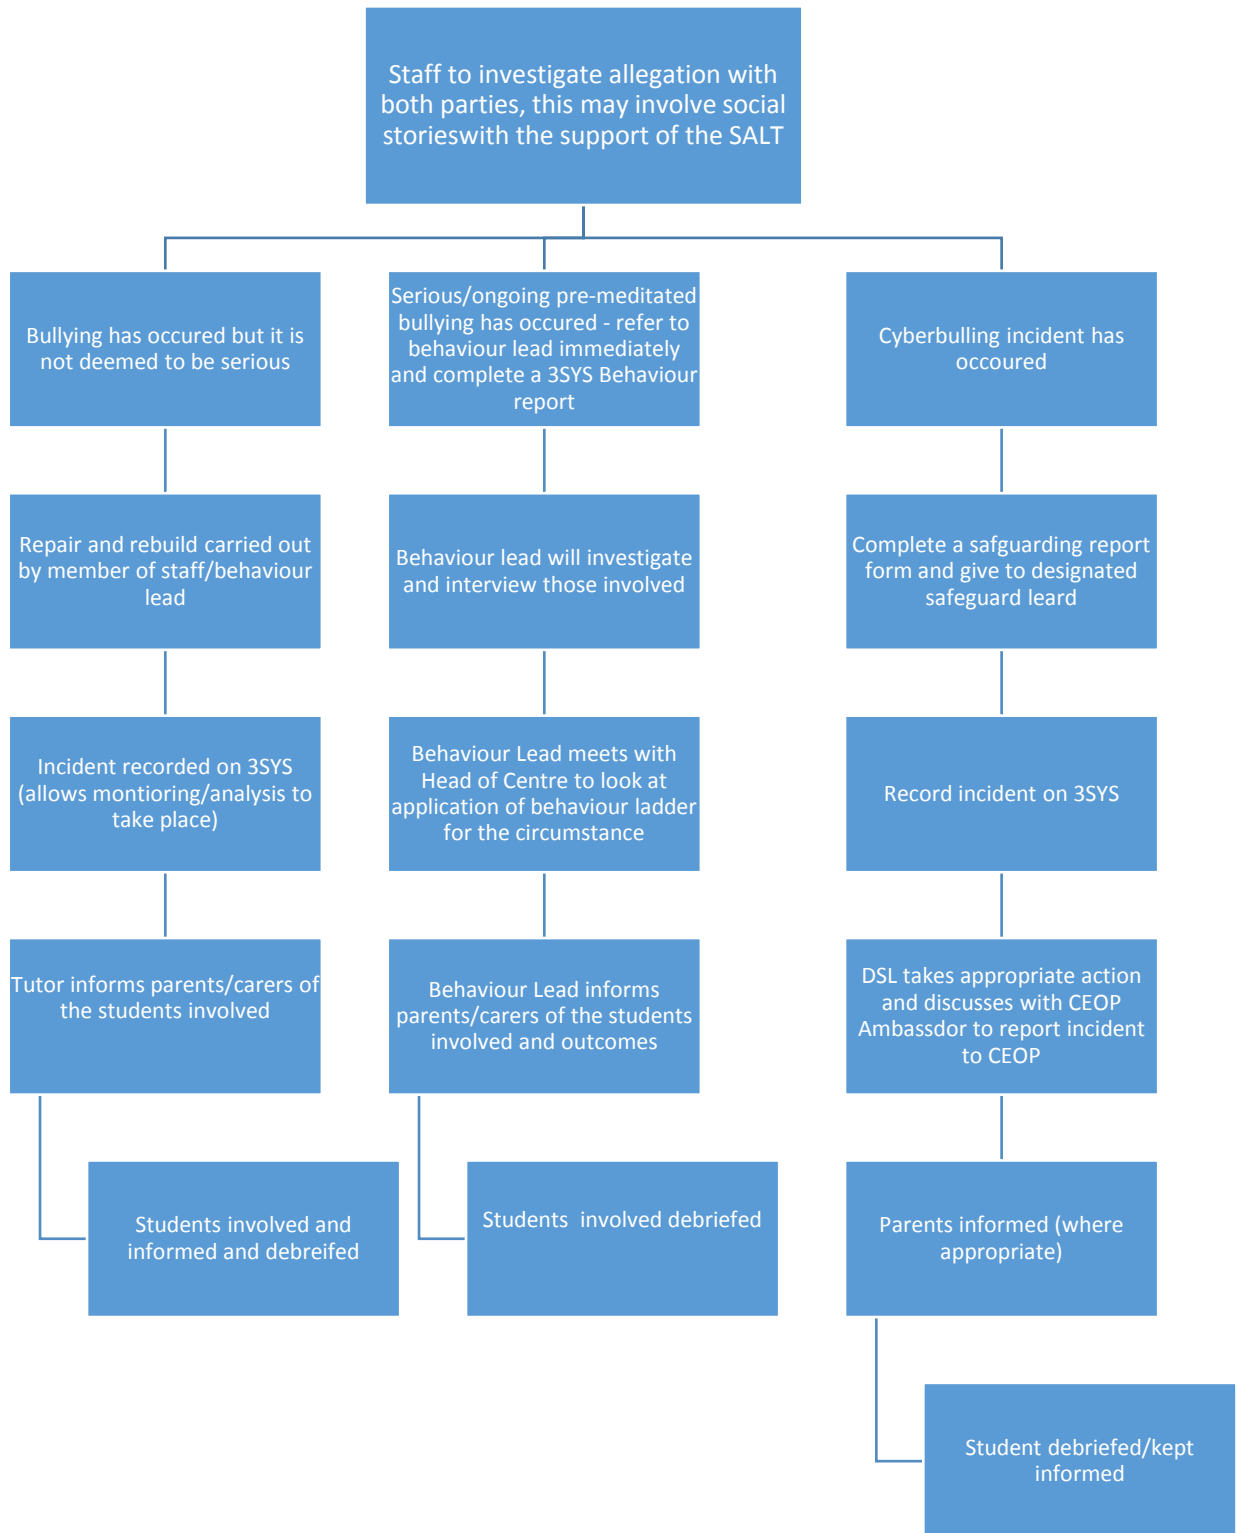 Staff to investigate allegation with
both parties, this may involve social
storieswith the support of the SALT
Bullying has occured but it is
not deemed to be serious
Repair and rebuild carried out
by member of staff/behaviour
lead
Incident recorded on 3SYS
(allows montioring/analysis to
take place)
Tutor informs parents/carers of
the students involved
Students involved and
informed and debreifed
Serious/ongoing pre-meditated
bullying has occured - refer to
behaviour lead immediately
and complete a 3SYS Behaviour
report
Behaviour lead will investigate
and interview those involved
Behaviour Lead meets with
Head of Centre to look at
application of behaviour ladder
for the circumstance
Behaviour Lead informs
parents/carers of the students
involved and outcomes
Students  involved debriefed
Cyberbulling incident has
occoured
Complete a safguarding report
form and give to designated
safeguard leard
Record incident on 3SYS
DSL takes appropriate action
and discusses with CEOP
Ambassdor to report incident
to CEOP
Parents informed (where
appropriate)
Student debriefed/kept
informed